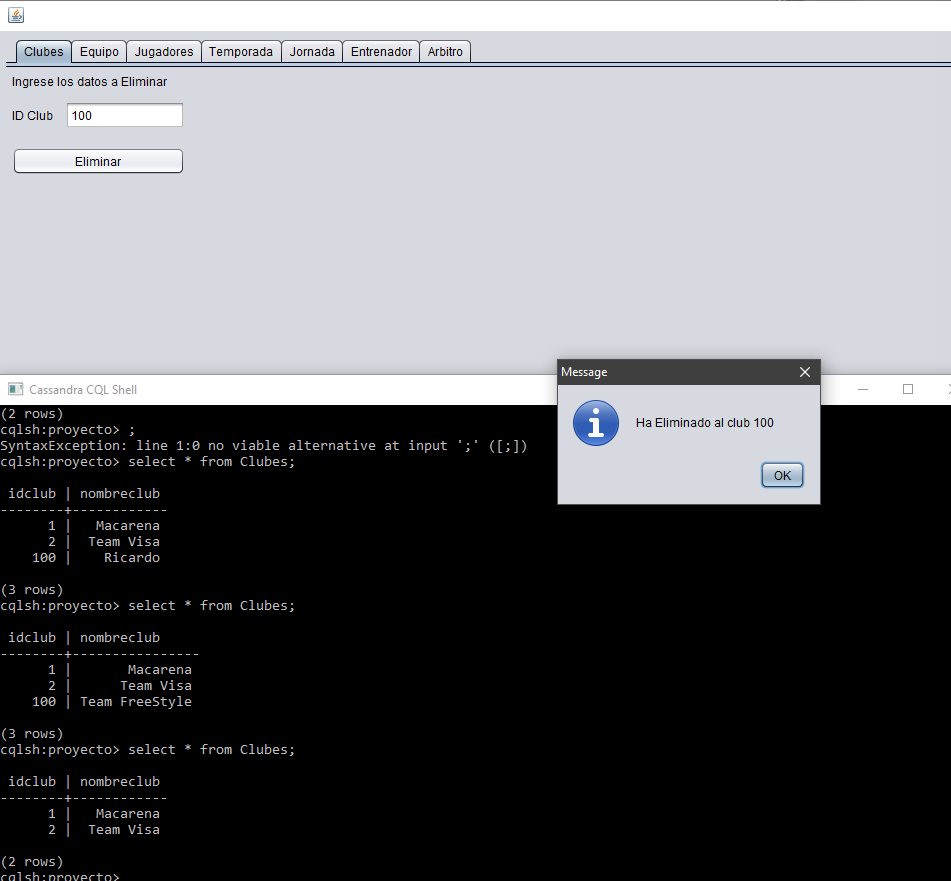 Clubes Equipo Jugadores Temporada Jornada Entrenador Arbitro
Ingrese los datos a Eliminar
ID Club 100
Eliminar
Cassandra CQL Shell
(2 rows)
cqlsh:proyecto> ;
SyntaxException: line 1:0 no viable alternative at input ';' ([;])
cqlsh:proyecto> select * from Clubes;
idclub | nombreclub
--------+------------
1 | Macarena
2 | Team Visa
100 | Ricardo
(3 rows)
cqlsh:proyecto> select * from Clubes;
idclub | nombreclub
--------+----------------
1 | Macarena
2 | Team Visa
100 | Team FreeStyle
(3 rows)
cqlsh:proyecto> select * from Clubes;
idclub | nombreclub
--------+------------
1 | Macarena
2 | Team Visa
(2 rows)
cqlsh:proyecto>
Message
Ha Eliminado al club 100
OK